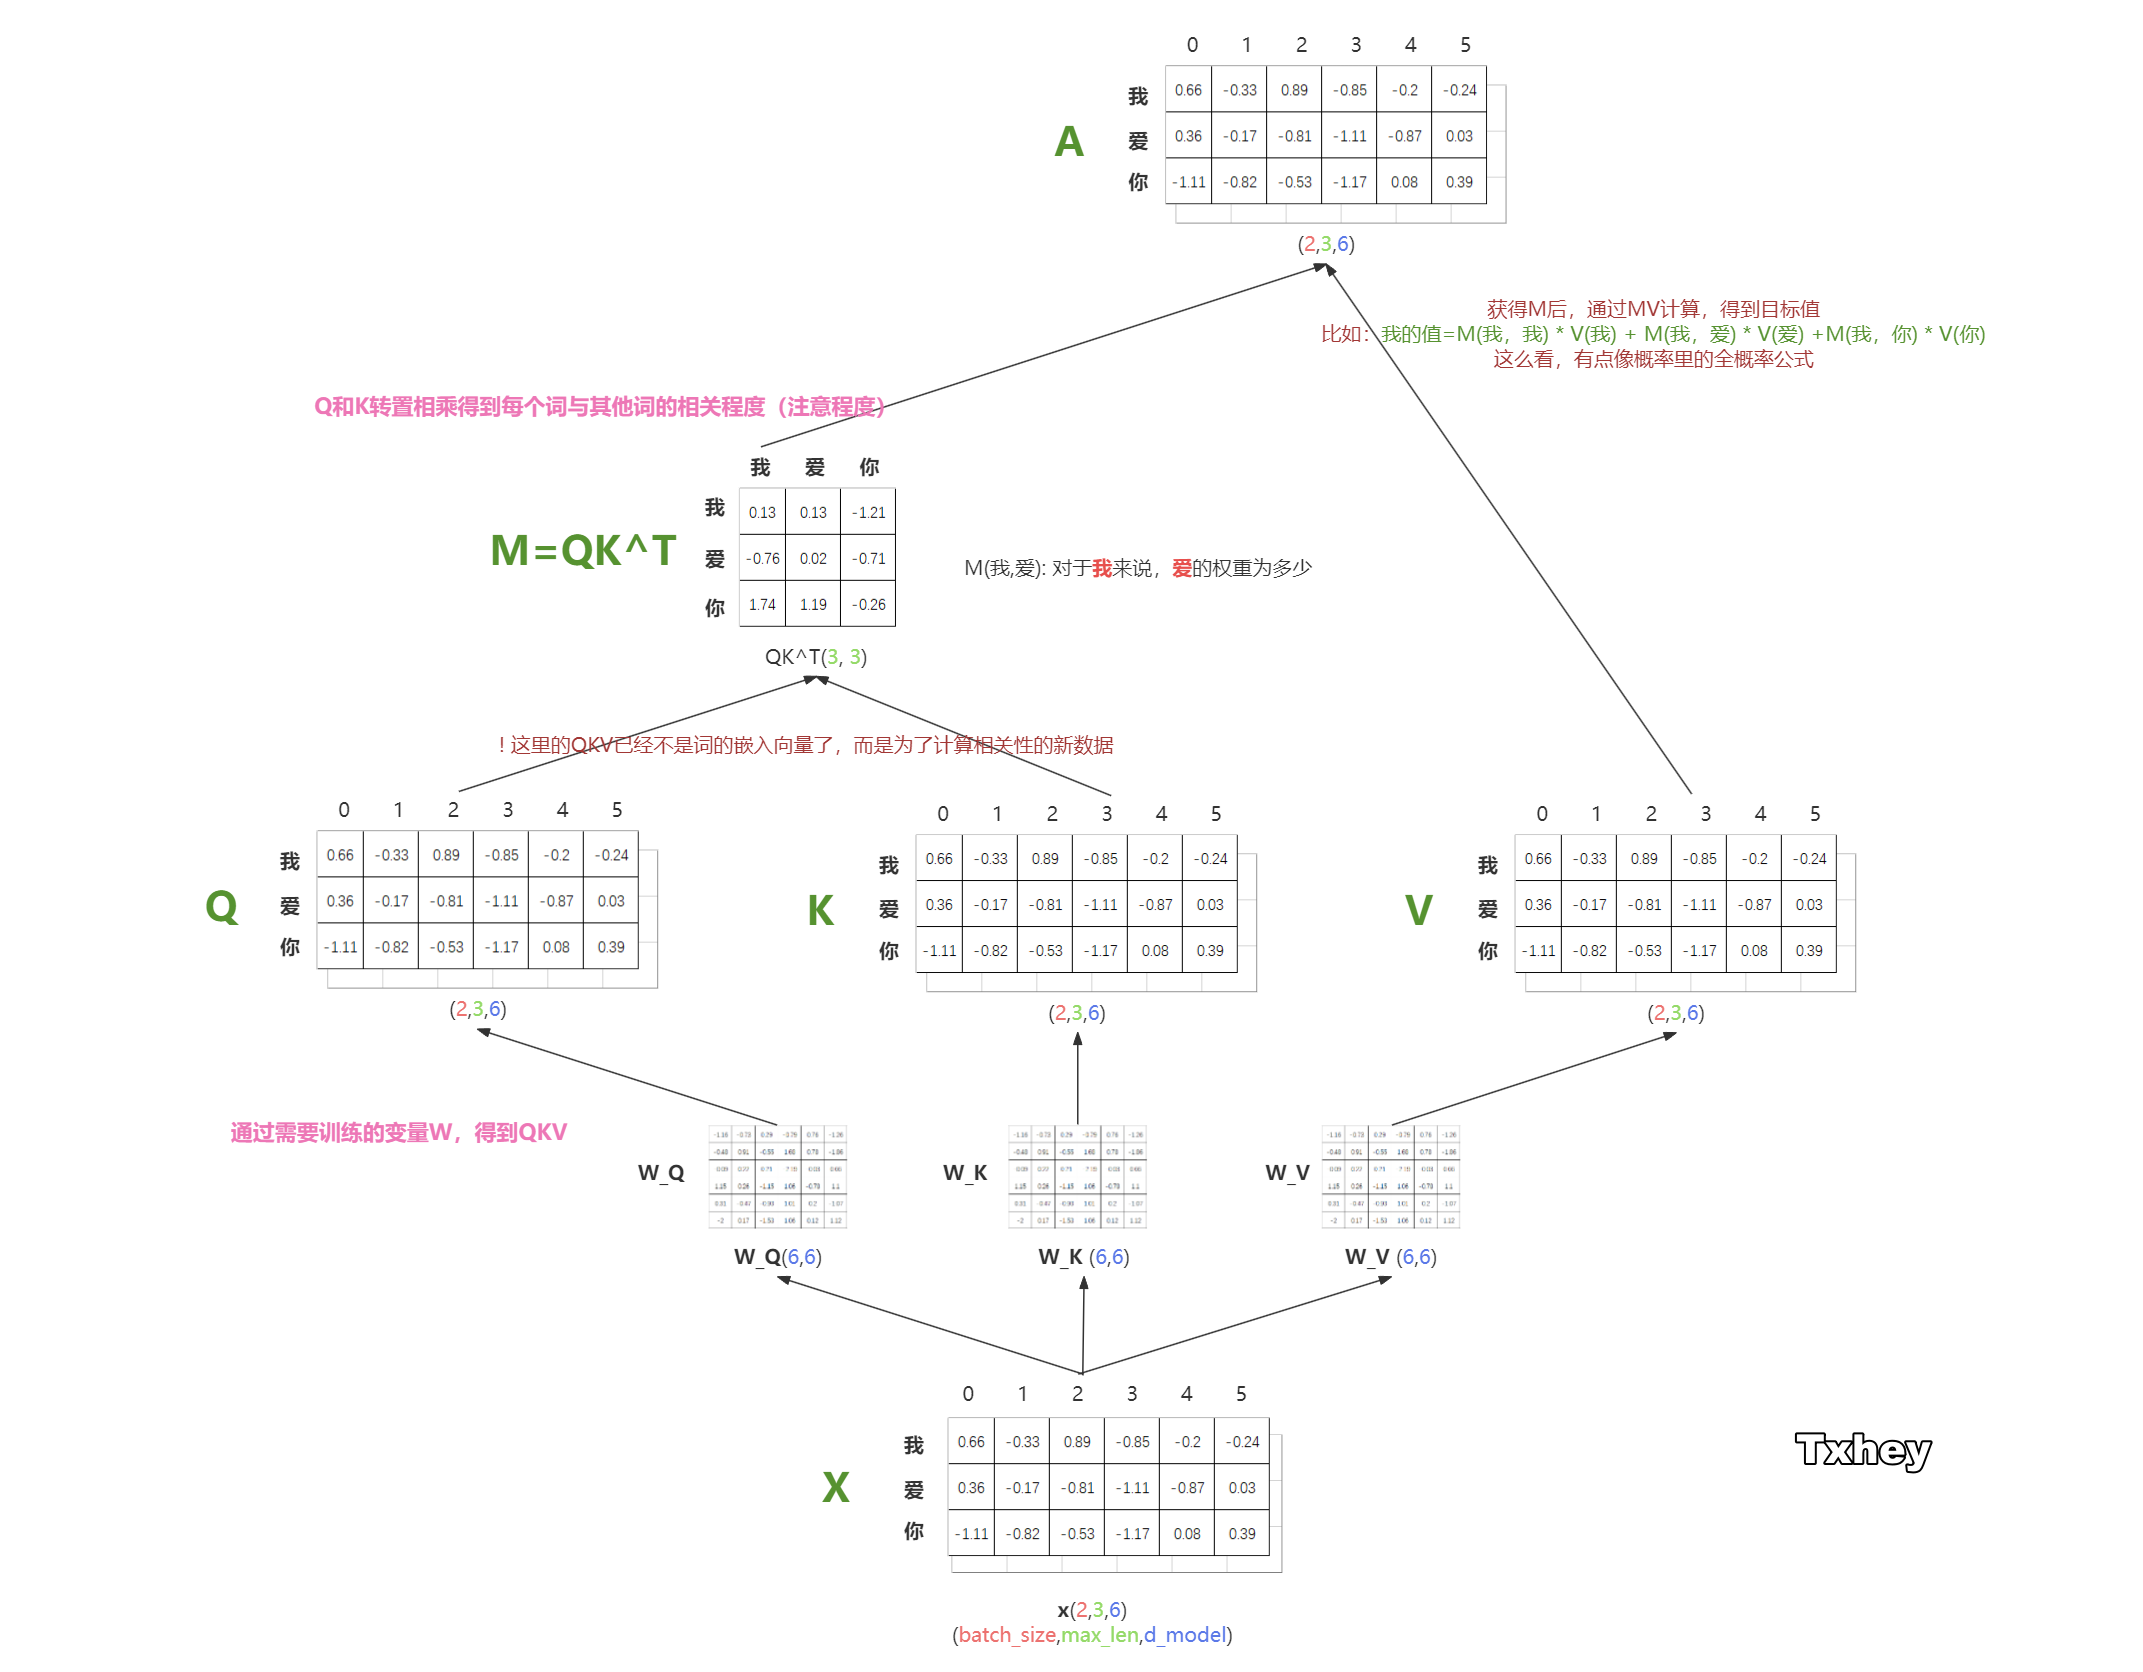 0 1 2 3 4 5
我 0.66 -0.33 0.89 -0.85 -0.2 -0.24
A
爱 0.36 -0.17 -0.81 -1.11 -0.87 0.03
你 -1.11 -0.82 -0.53 -1.17 0.08 0.39
(2,3,6)
获得M后，通过MV计算，得到目标值
比如：我的值=M(我，我) * V(我) + M(我，爱) * V(爱) +M(我，你) * V(你)
这么看，有点像概率里的全概率公式
Q和K转置相乘得到每个词与其他词的相关程度（注意程度）
我 爱 你
我 0.13 0.13 -1.21
M=QK^T
爱 -0.76 0.02 -0.71
你 1.74 1.19 -0.26
M(我,爱): 对于我来说，爱的权重为多少
QK^T(3, 3)
! 这里的QKV已经不是词的嵌入向量了，而是为了计算相关性的新数据
0 1 2 3 4 5
我 0.66 -0.33 0.89 -0.85 -0.2 -0.24
Q
爱 0.36 -0.17 -0.81 -1.11 -0.87 0.03
你 -1.11 -0.82 -0.53 -1.17 0.08 0.39
(2,3,6)
0 1 2 3 4 5
我 0.66 -0.33 0.89 -0.85 -0.2 -0.24
K
爱 0.36 -0.17 -0.81 -1.11 -0.87 0.03
你 -1.11 -0.82 -0.53 -1.17 0.08 0.39
(2,3,6)
0 1 2 3 4 5
我 0.66 -0.33 0.89 -0.85 -0.2 -0.24
V
爱 0.36 -0.17 -0.81 -1.11 -0.87 0.03
你 -1.11 -0.82 -0.53 -1.17 0.08 0.39
(2,3,6)
通过需要训练的变量W，得到QKV
W_Q
W_Q(6,6)
W_K
W_K (6,6)
W_V
W_V (6,6)
0 1 2 3 4 5
我 0.66 -0.33 0.89 -0.85 -0.2 -0.24
X
爱 0.36 -0.17 -0.81 -1.11 -0.87 0.03
你 -1.11 -0.82 -0.53 -1.17 0.08 0.39
x(2,3,6)
(batch_size,max_len,d_model)
Txhey